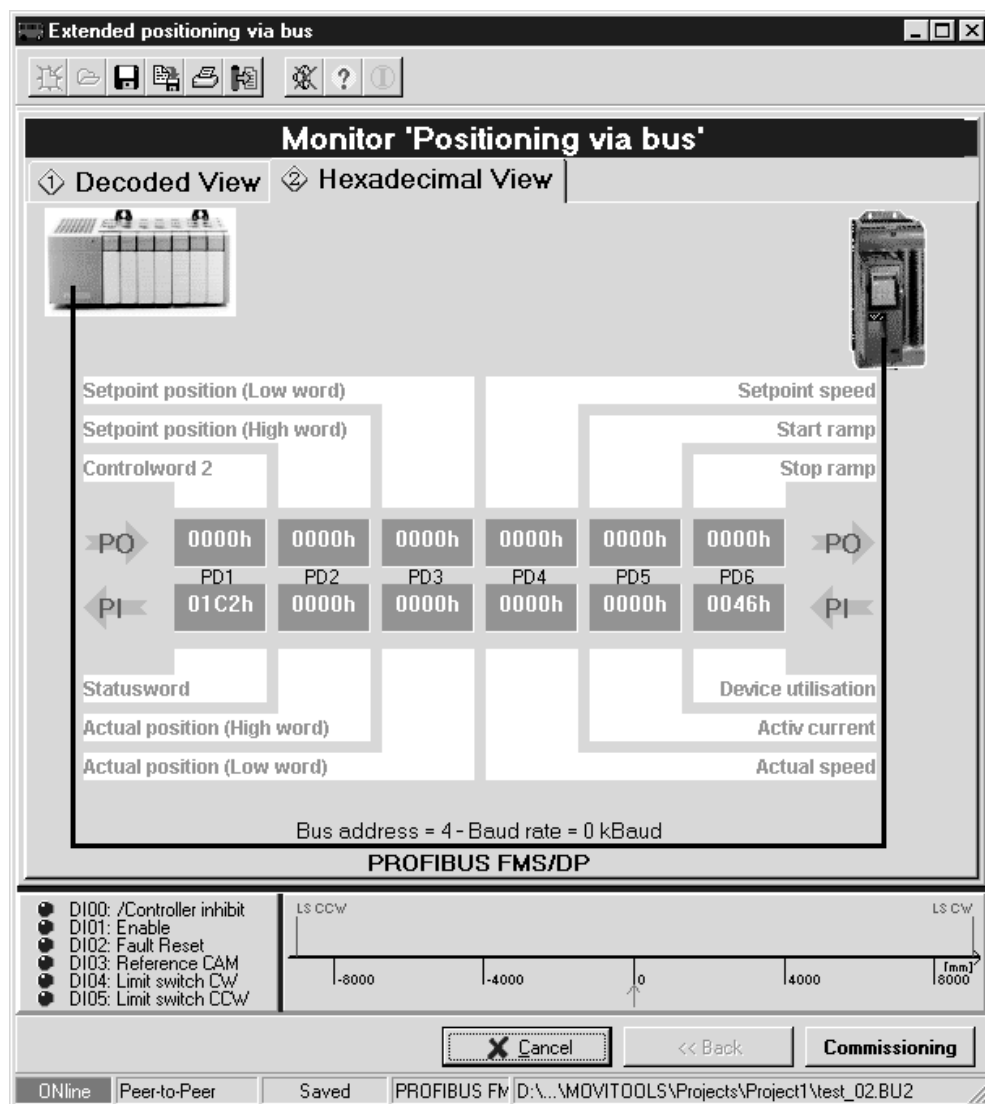 Extended positioning via bus
Monitor 'Positioning via bus'
1 Decoded View 2 Hexadecimal View
Setpoint position (Low word) Setpoint speed
Setpoint position (High word) Start ramp
Controlword 2 Stop ramp
PO 0000h 0000h 0000h 0000h 0000h 0000h PO
PD1 PD2 PD3 PD4 PD5 PD6
PI 01C2h 0000h 0000h 0000h 0000h 0046h PI
Statusword Device utilisation
Actual position (High word) Activ current
Actual position (Low word) Actual speed
Bus address = 4 - Baud rate = 0 kBaud
PROFIBUS FMS/DP
DI00: /Controller inhibit
DI01: Enable
DI02: Fault Reset
DI03: Reference CAM
DI04: Limit switch CW
DI05: Limit switch CCW
LS CCW LS CW
[mm]
-8000 -4000 0 4000 8000
Cancel << Back Commissioning
ONline Peer-to-Peer Saved PROFIBUS FM D:\...\MOVITOOLS\Projects\Project1\test_02.BU2